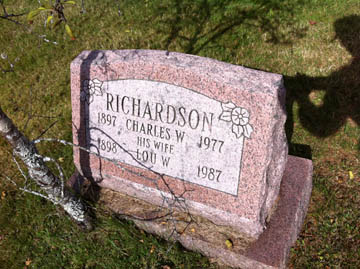 RICHARDSON
1897 CHARLES W. 1977
HIS WIFE
1898 LOU W. 1987